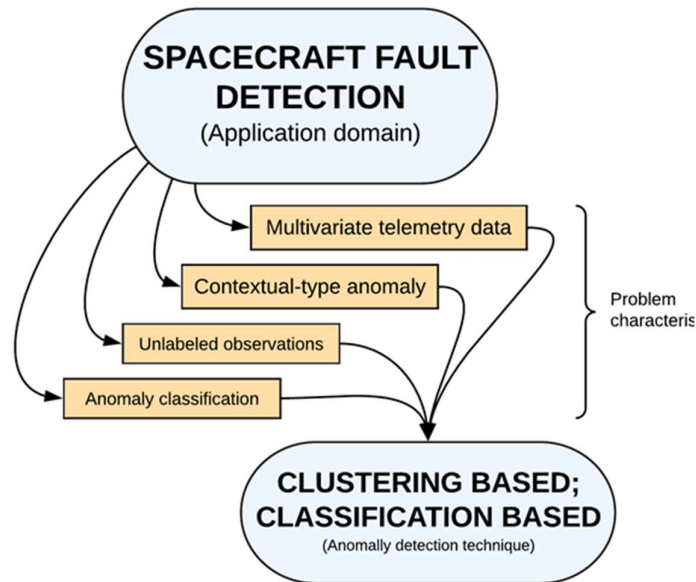 SPACECRAFT FAULT
DETECTION
(Application domain)
Multivariate telemetry data
Contextual-type anomaly
Problem
characteris
Unlabeled observations
Anomaly classification
CLUSTERING BASED;
CLASSIFICATION BASED
(Anomally detection technique)